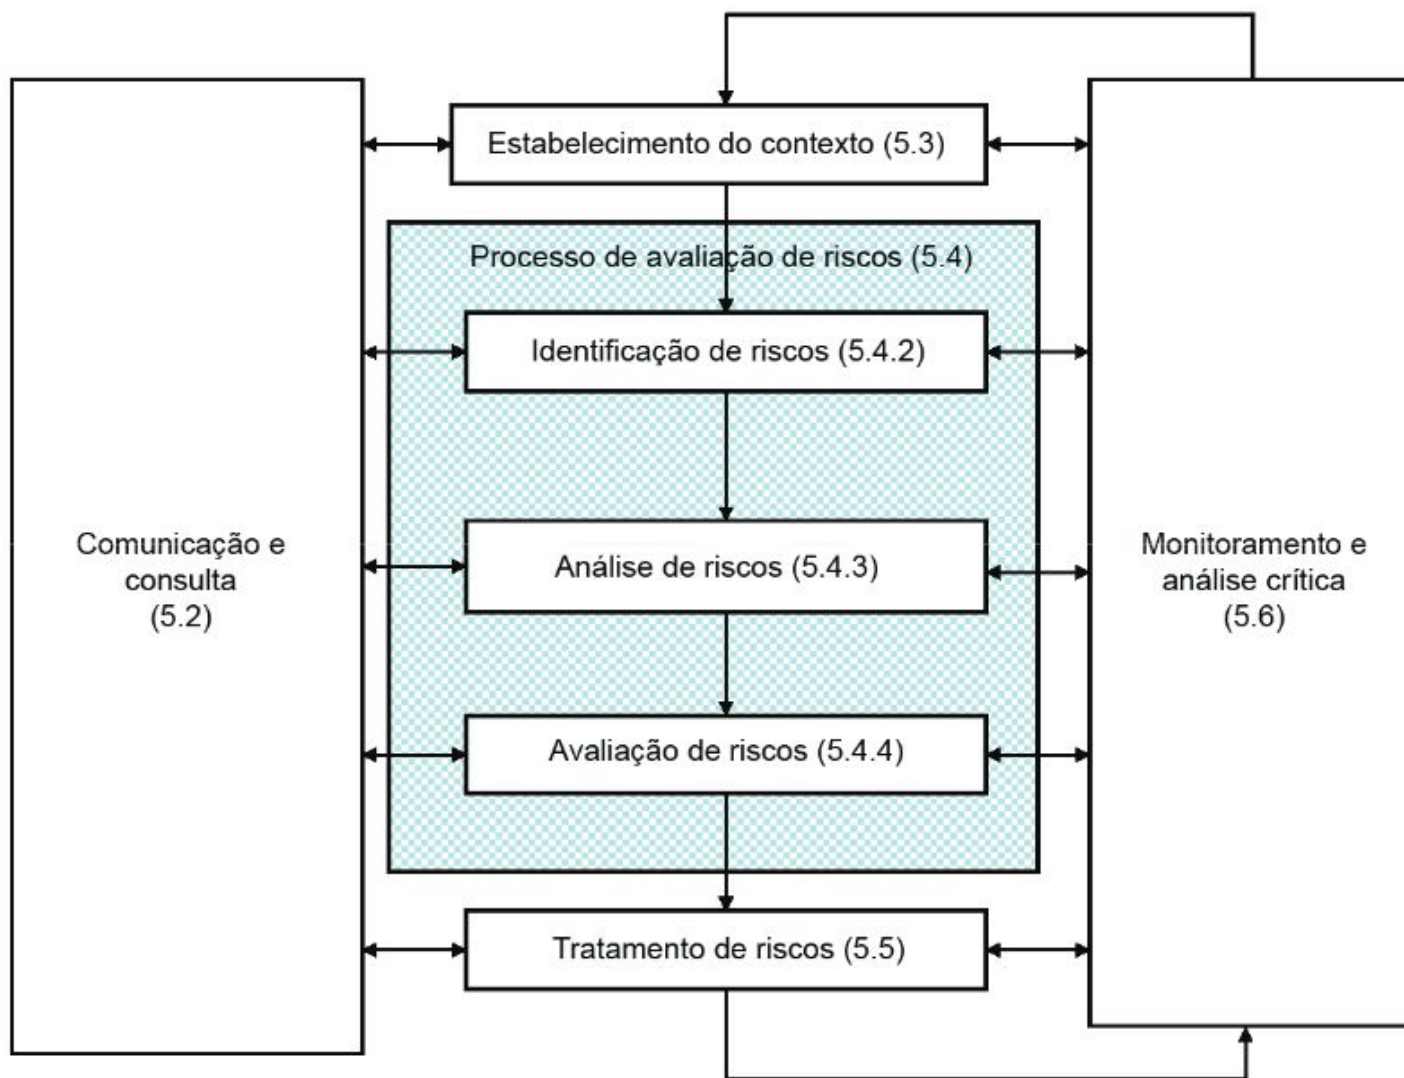 Estabelecimento do contexto (5.3)
Processo de avaliação de riscos (5.4)
Identificação de riscos (5.4.2)
Comunicação e
consulta
(5.2)
Análise de riscos (5.4.3)
Monitoramento e
análise crítica
(5.6)
Avaliação de riscos (5.4.4)
Tratamento de riscos (5.5)